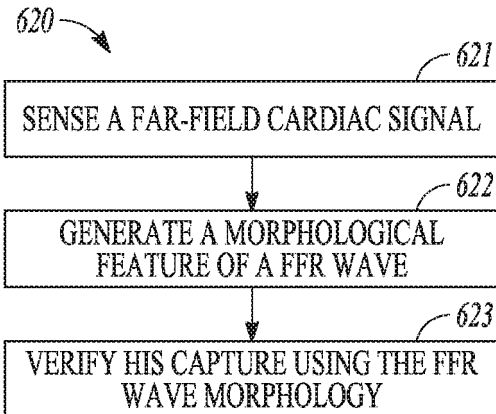 620
621
SENSE A FAR-FIELD CARDIAC SIGNAL
622
GENERATE A MORPHOLOGICAL
FEATURE OF A FFR WAVE
623
VERIFY HIS CAPTURE USING THE FFR
WAVE MORPHOLOGY